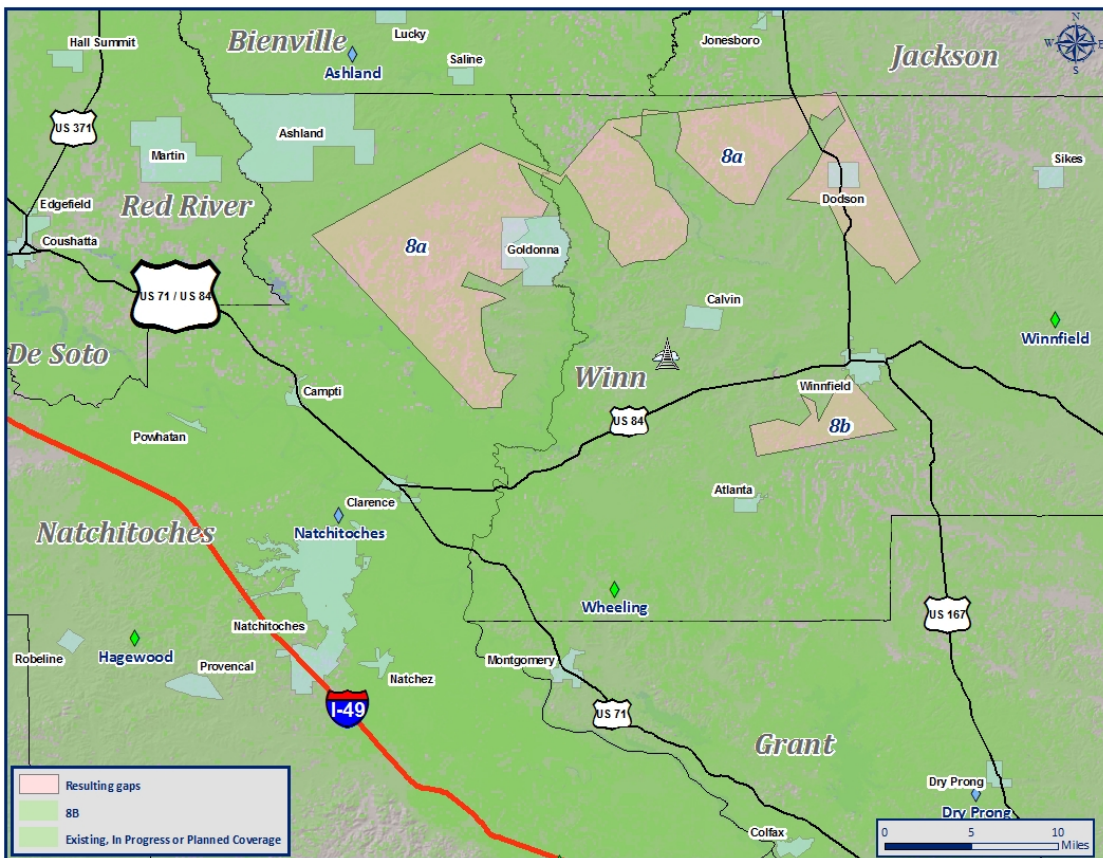 Bienville
Lucky
Jonesboro
N
W
E
S
Hall Summit
Saline
Ashland
Jackson
US 371
Ashland
Martin
8a
Sikes
Edgefield
Red River
Dodson
Coushatta
8a
Goldonna
US 71 / US 84
Calvin
Winnfield
De Soto
Winn
Campti
Winnfield
US 84
8b
Powhatan
Atlanta
Clarence
Natchitoches
Natchitoches
Wheeling
US 167
Natchitoches
Robeline
Hagewood
Provencal
Montgomery
Natchez
I-49
US 71
Grant
Resulting gaps
8B
Existing, In Progress or Planned Coverage
Dry Prong
Dry Prong
Colfax
0
5
10
Miles